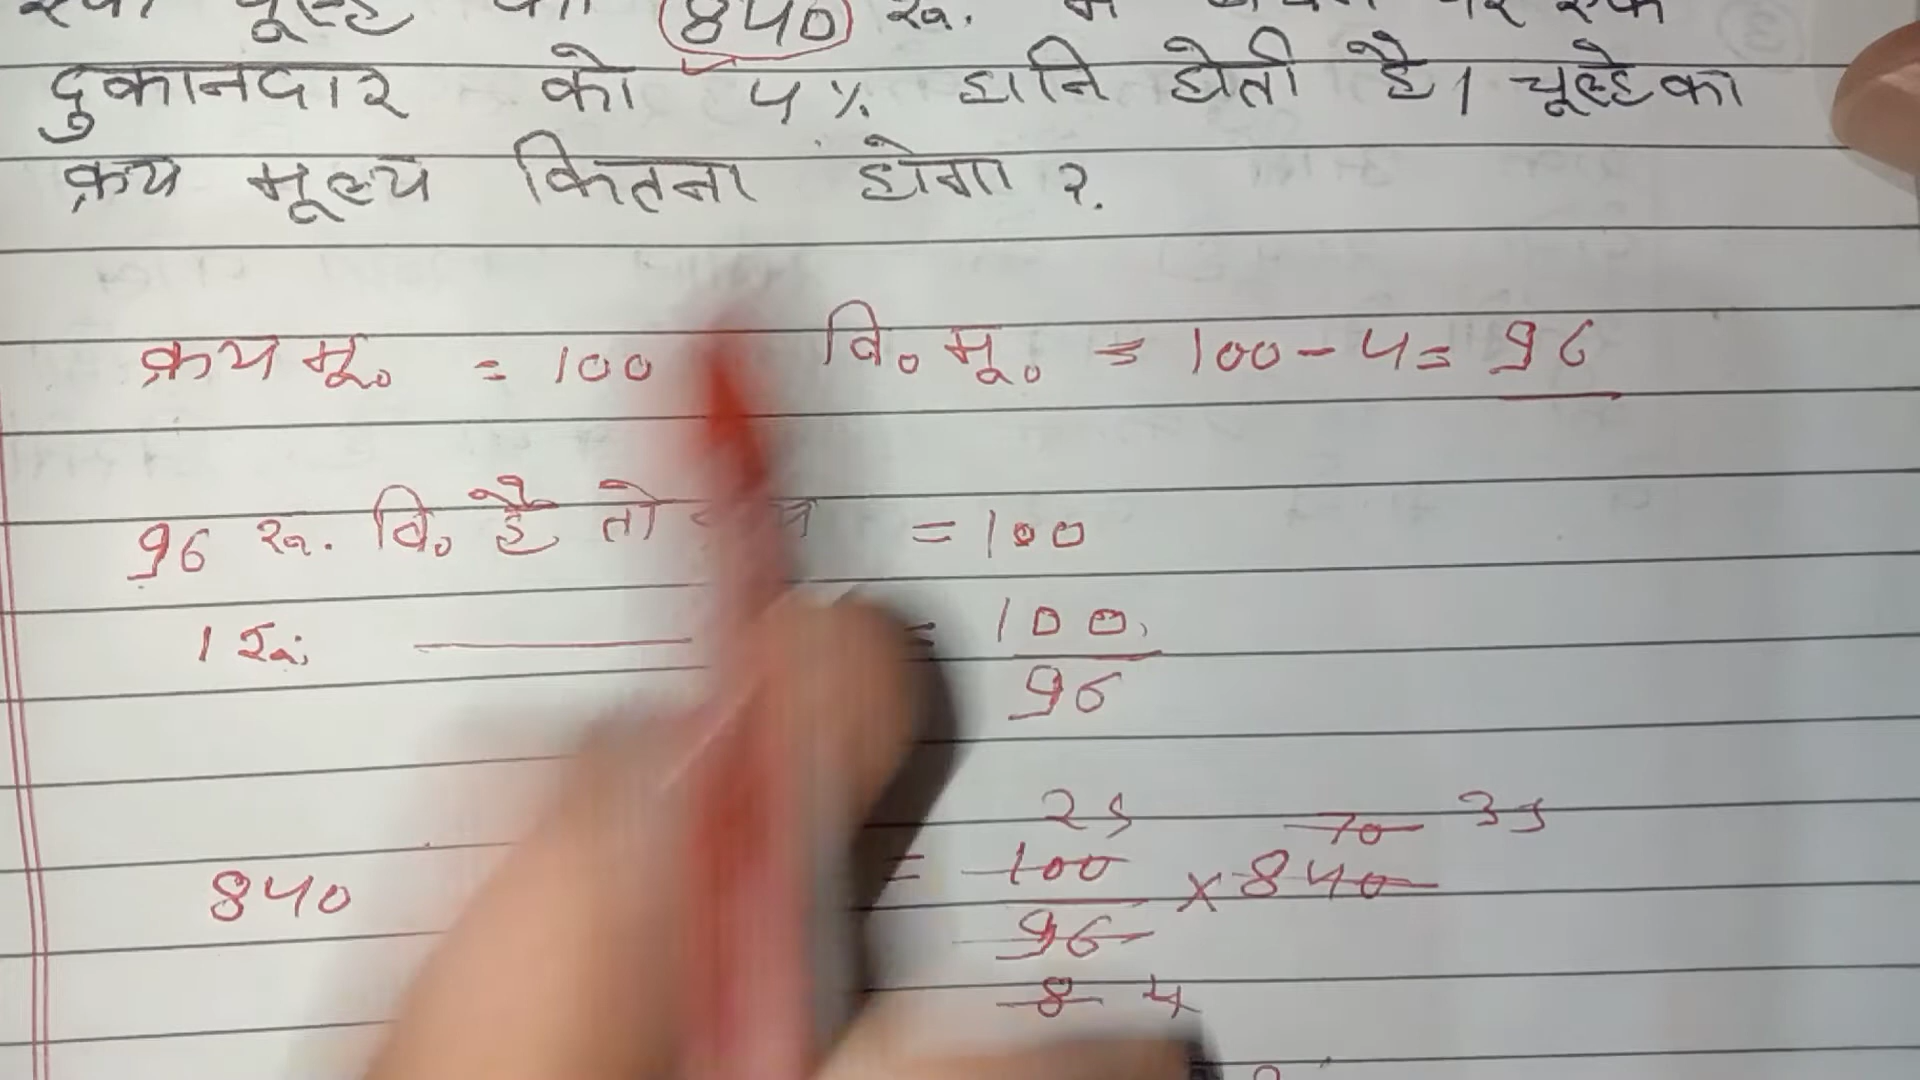 840 रू. में
दुकानदार को 4% हानि होती है। चूल्हे का
क्रय मूल्य कितना होगा ?.
क्रय मू० = 100 वि० मू० = 100-4= 96
96 रू. वि० है तो = 100
1 रू. = 100
96
25 70 35
840 = 100 × 840
96
8 4